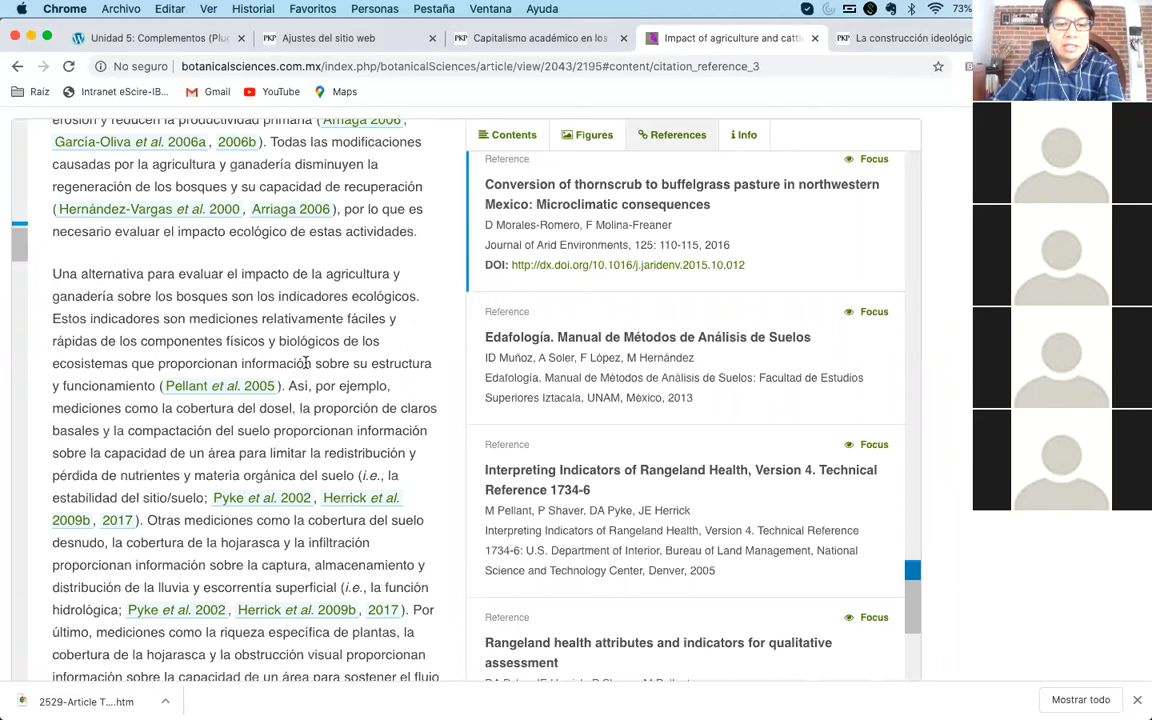 Chrome Archivo Editar Ver Historial Favoritos Personas Pestaña Ventana Ayuda 73%
Unidad 5: Complementos (Plu
Ajustes del sitio web
Capitalismo académico en los
Impact of agriculture and cattl
La construcción ideológic
No seguro botanicalsciences.com.mx/index.php/botanicalSciences/article/view/2043/2195#content/citation_reference_3
Raíz Intranet eScire-IB... Gmail YouTube Maps
erosión y reducen la productividad primaria (Arriaga 2006,
García-Oliva et al. 2006a, 2006b). Todas las modificaciones
causadas por la agricultura y ganadería disminuyen la
regeneración de los bosques y su capacidad de recuperación
(Hernández-Vargas et al. 2000, Arriaga 2006), por lo que es
necesario evaluar el impacto ecológico de estas actividades.
Una alternativa para evaluar el impacto de la agricultura y
ganadería sobre los bosques son los indicadores ecológicos.
Estos indicadores son mediciones relativamente fáciles y
rápidas de los componentes físicos y biológicos de los
ecosistemas que proporcionan información sobre su estructura
y funcionamiento (Pellant et al. 2005). Así, por ejemplo,
mediciones como la cobertura del dosel, la proporción de claros
basales y la compactación del suelo proporcionan información
sobre la capacidad de un área para limitar la redistribución y
pérdida de nutrientes y materia orgánica del suelo (i.e., la
estabilidad del sitio/suelo; Pyke et al. 2002, Herrick et al.
2009b, 2017). Otras mediciones como la cobertura del suelo
desnudo, la cobertura de la hojarasca y la infiltración
proporcionan información sobre la captura, almacenamiento y
distribución de la lluvia y escorrentía superficial (i.e., la función
hidrológica; Pyke et al. 2002, Herrick et al. 2009b, 2017). Por
último, mediciones como la riqueza específica de plantas, la
cobertura de la hojarasca y la obstrucción visual proporcionan
información sobre la capacidad de un área para sostener el flujo
Contents Figures References Info
Reference Focus
Conversion of thornscrub to buffelgrass pasture in northwestern
Mexico: Microclimatic consequences
D Morales-Romero, F Molina-Freaner
Journal of Arid Environments, 125: 110-115, 2016
DOI: http://dx.doi.org/10.1016/j.jaridenv.2015.10.012
Reference Focus
Edafología. Manual de Métodos de Análisis de Suelos
ID Muñoz, A Soler, F López, M Hernández
Edafología. Manual de Métodos de Análisis de Suelos: Facultad de Estudios
Superiores Iztacala, UNAM, México, 2013
Reference Focus
Interpreting Indicators of Rangeland Health, Version 4. Technical
Reference 1734-6
M Pellant, P Shaver, DA Pyke, JE Herrick
Interpreting Indicators of Rangeland Health, Version 4. Technical Reference
1734-6: U.S. Department of Interior, Bureau of Land Management, National
Science and Technology Center, Denver, 2005
Reference Focus
Rangeland health attributes and indicators for qualitative
assessment
2529-Article T....htm
Mostrar todo